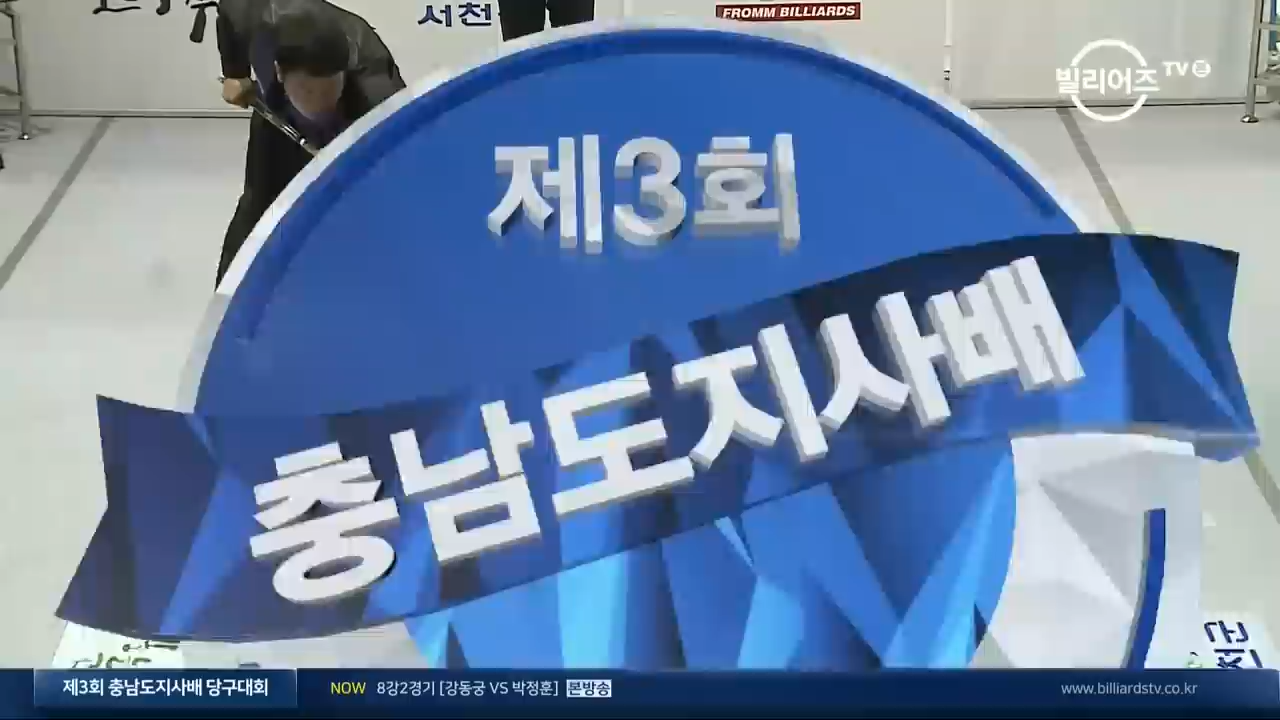 서천
FROMM BILLIARDS
빌리어즈 TV
제3회
충남도지사배
제3회 충남도지사배 당구대회
NOW 8강2경기 [강동궁 VS 박정훈] 본방송
www.billiardstv.co.kr